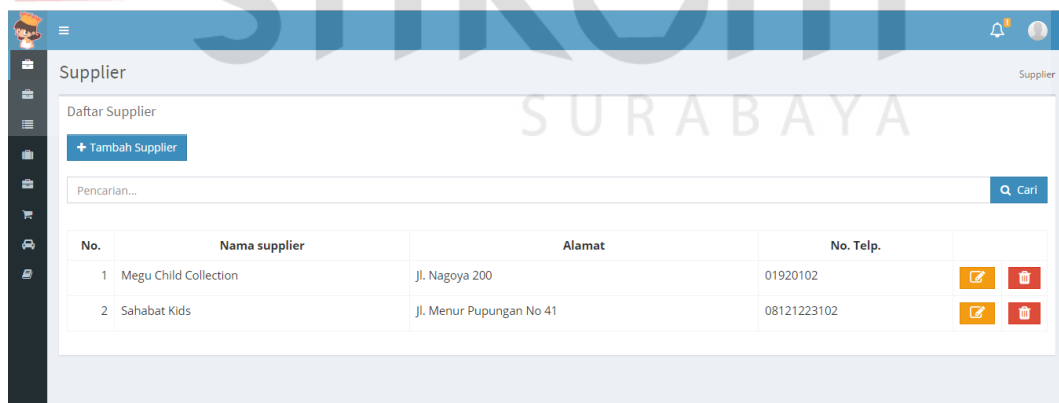 Supplier
Supplier
Daftar Supplier
SURABAYA
+ Tambah Supplier
Pencarian...
Cari
No. Nama supplier Alamat No. Telp.
1 Megu Child Collection Jl. Nagoya 200 01920102
2 Sahabat Kids Jl. Menur Pupungan No 41 08121223102